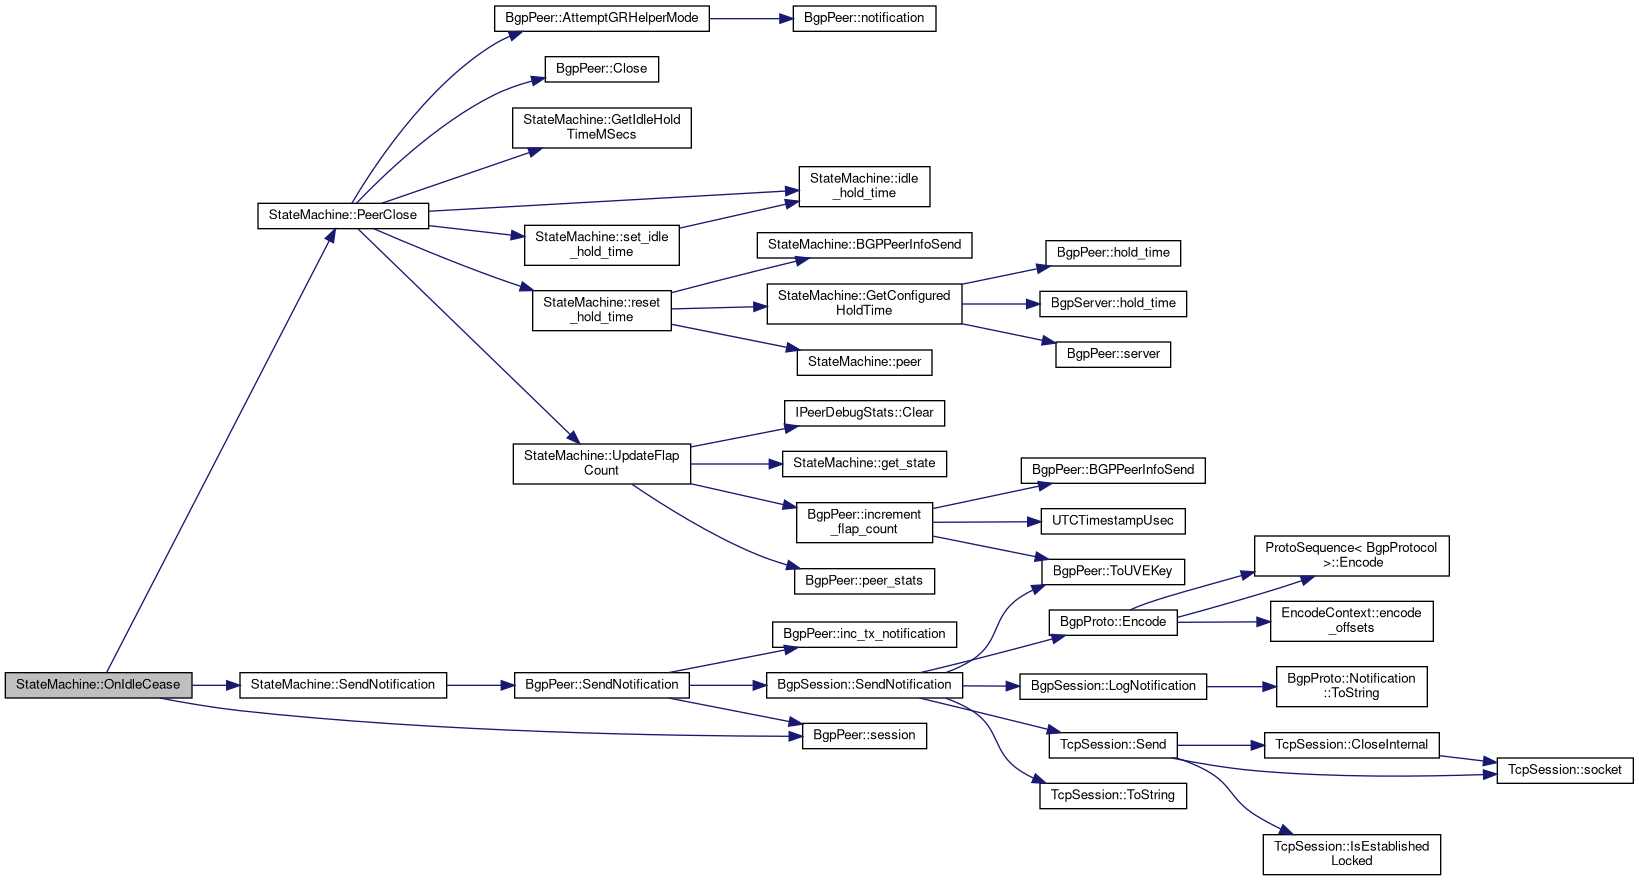 BgpPeer::AttemptGRHelperMode
BgpPeer::notification
BgpPeer::Close
StateMachine::GetIdleHold
TimeMSecs
StateMachine::idle
_hold_time
StateMachine::PeerClose
StateMachine::set_idle
_hold_time
StateMachine::BGPPeerInfoSend
BgpPeer::hold_time
StateMachine::reset
_hold_time
StateMachine::GetConfigured
HoldTime
BgpServer::hold_time
StateMachine::peer
BgpPeer::server
IPeerDebugStats::Clear
StateMachine::UpdateFlap
Count
StateMachine::get_state
BgpPeer::BGPPeerInfoSend
BgpPeer::increment
_flap_count
UTCTimestampUsec
BgpPeer::peer_stats
BgpPeer::ToUVEKey
ProtoSequence< BgpProtocol
>::Encode
BgpProto::Encode
EncodeContext::encode
_offsets
BgpPeer::inc_tx_notification
StateMachine::OnIdleCease
StateMachine::SendNotification
BgpPeer::SendNotification
BgpSession::SendNotification
BgpSession::LogNotification
BgpProto::Notification
::ToString
BgpPeer::session
TcpSession::Send
TcpSession::CloseInternal
TcpSession::socket
TcpSession::ToString
TcpSession::IsEstablished
Locked